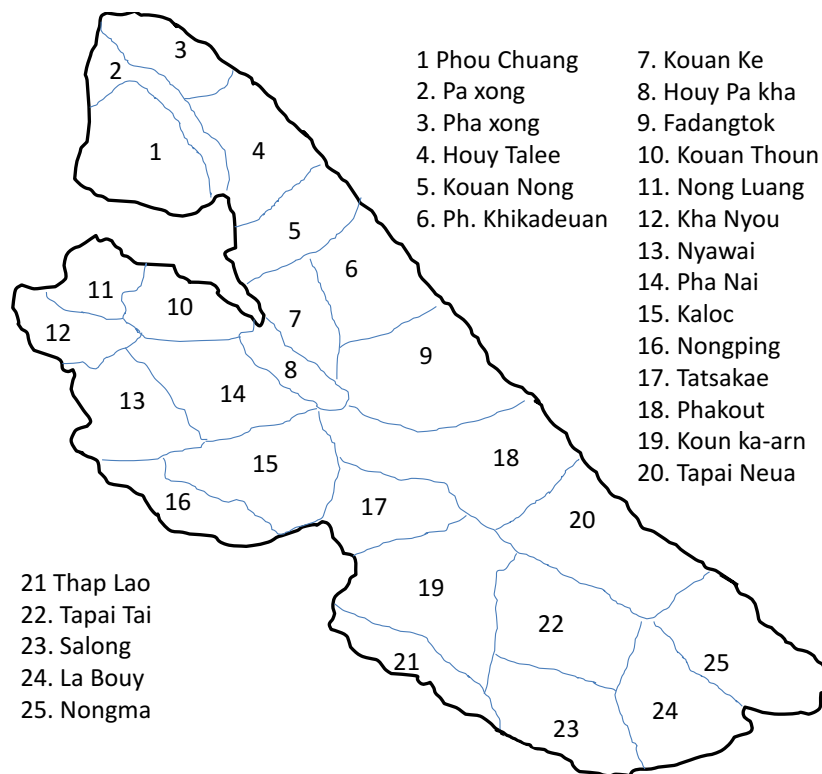 1 Phou Chuang
2. Pa xong
3. Pha xong
4. Houy Talee
5. Kouan Nong
6. Ph. Khikadeuan
7. Kouan Ke
8. Houy Pa kha
9. Fadangtok
10. Kouan Thoun
11. Nong Luang
12. Kha Nyou
13. Nyawai
14. Pha Nai
15. Kaloc
16. Nongping
17. Tatsakae
18. Phakout
19. Koun ka-arn
20. Tapai Neua
21 Thap Lao
22. Tapai Tai
23. Salong
24. La Bouy
25. Nongma
3
2
1
4
5
6
11
10
7
12
9
8
14
13
18
15
16
17
20
19
22
21
25
24
23